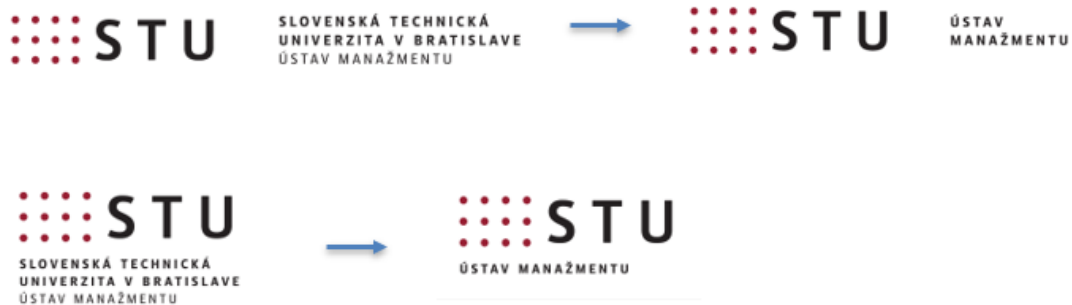 STU
SLOVENSKÁ TECHNICKÁ
UNIVERZITA V BRATISLAVE
ÚSTAV MANAŽMENTU
STU
ÚSTAV
MANAŽMENTU
STU
SLOVENSKÁ TECHNICKÁ
UNIVERZITA V BRATISLAVE
ÚSTAV MANAŽMENTU
STU
ÚSTAV MANAŽMENTU